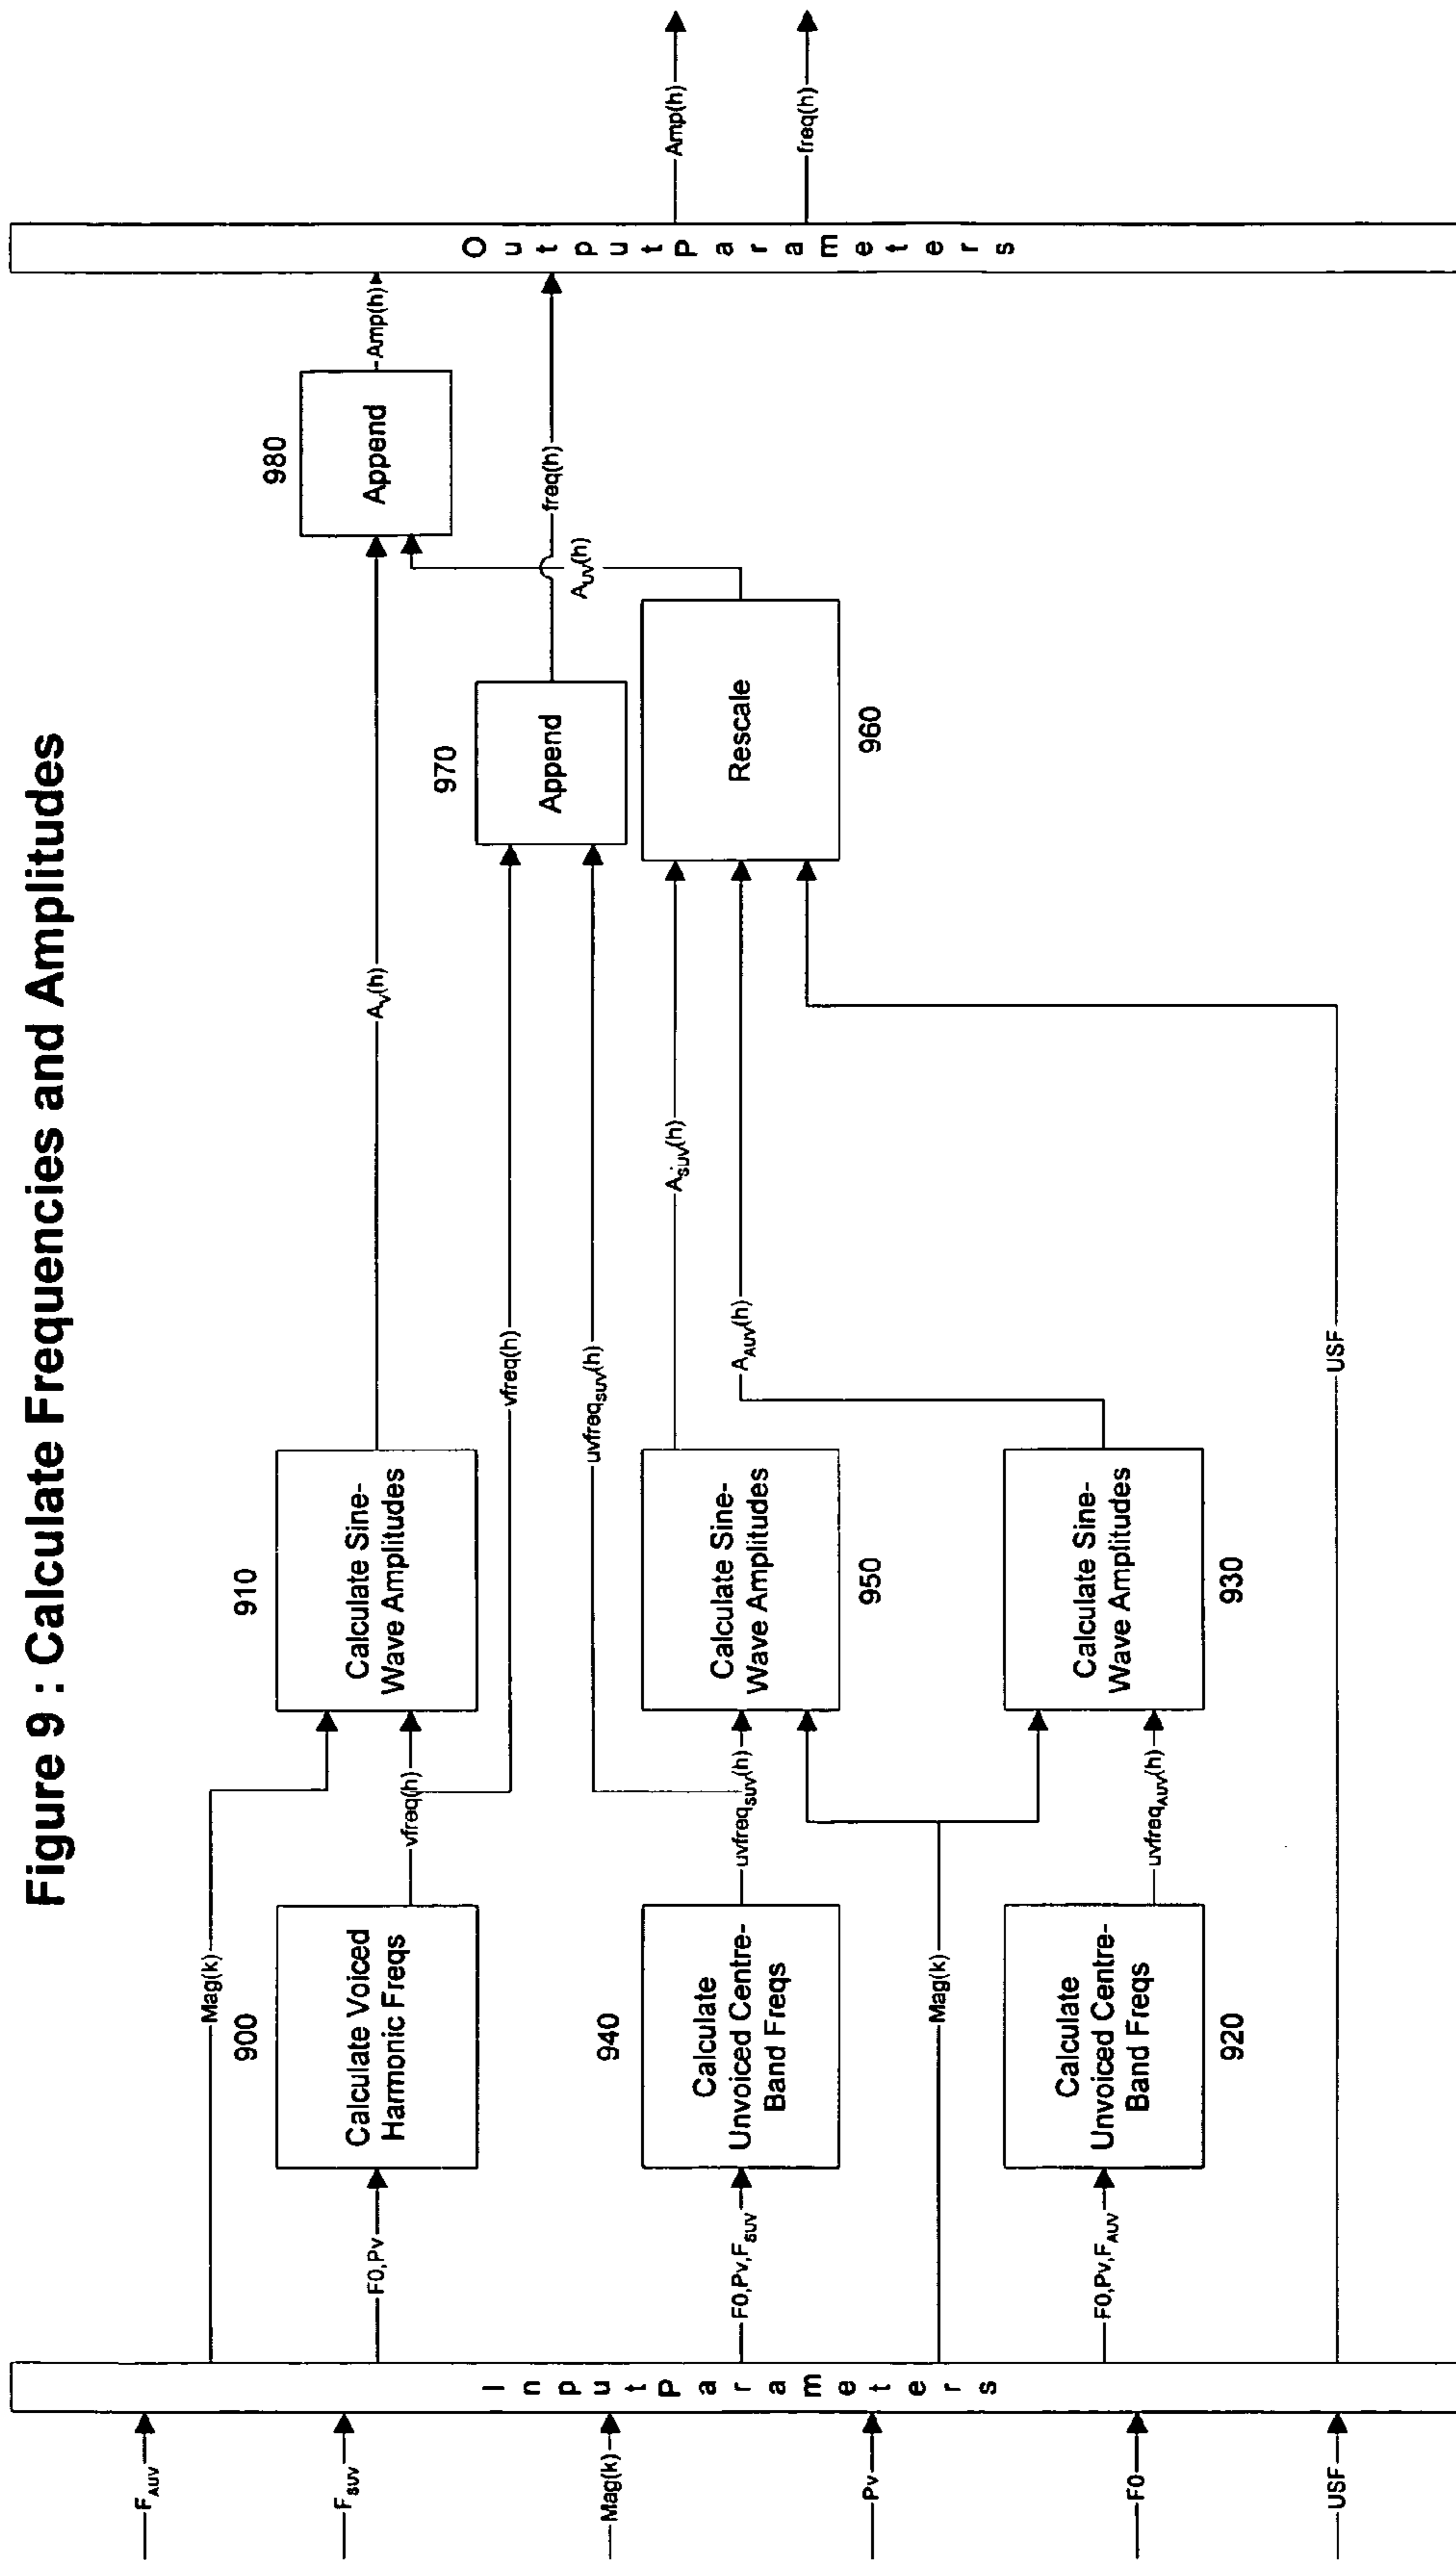 Figure 9 : Calculate Frequencies and Amplitudes
F_AUV
F_SUV
Mag(k)
Pv
F0
USF
Input Parameters
Mag(k)
F0,Pv
F0,Pv,F_SUV
Mag(k)
F0,Pv,F_AUV
USF
900
Calculate Voiced
Harmonic Freqs
940
Calculate
Unvoiced Centre-
Band Freqs
920
Calculate
Unvoiced Centre-
Band Freqs
vfreq(h)
uvfreq_SUV(h)
uvfreq_AUV(h)
910
Calculate Sine-
Wave Amplitudes
950
Calculate Sine-
Wave Amplitudes
930
Calculate Sine-
Wave Amplitudes
A_V(h)
vfreq(h)
uvfreq_SUV(h)
A_SUV(h)
A_AUV(h)
970
Append
960
Rescale
A_UV(h)
freq(h)
980
Append
Amp(h)
Output Parameters
Amp(h)
freq(h)